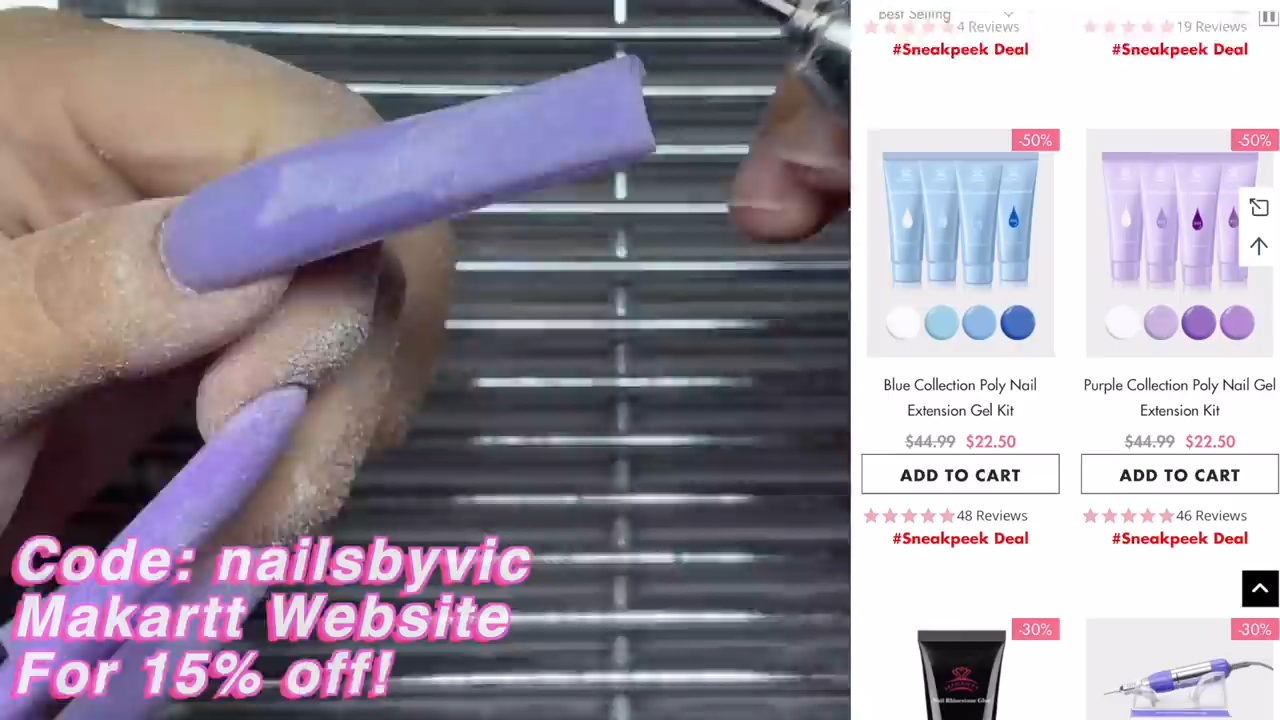 Code: nailsbyvic
Makartt Website
For 15% off!
Best Selling
4 Reviews
19 Reviews
#Sneakpeek Deal
#Sneakpeek Deal
-50%
-50%
Blue Collection Poly Nail
Extension Gel Kit
Purple Collection Poly Nail Gel
Extension Kit
$44.99 $22.50
$44.99 $22.50
ADD TO CART
ADD TO CART
48 Reviews
46 Reviews
#Sneakpeek Deal
#Sneakpeek Deal
-30%
-30%
Nail Rhinestone Glue